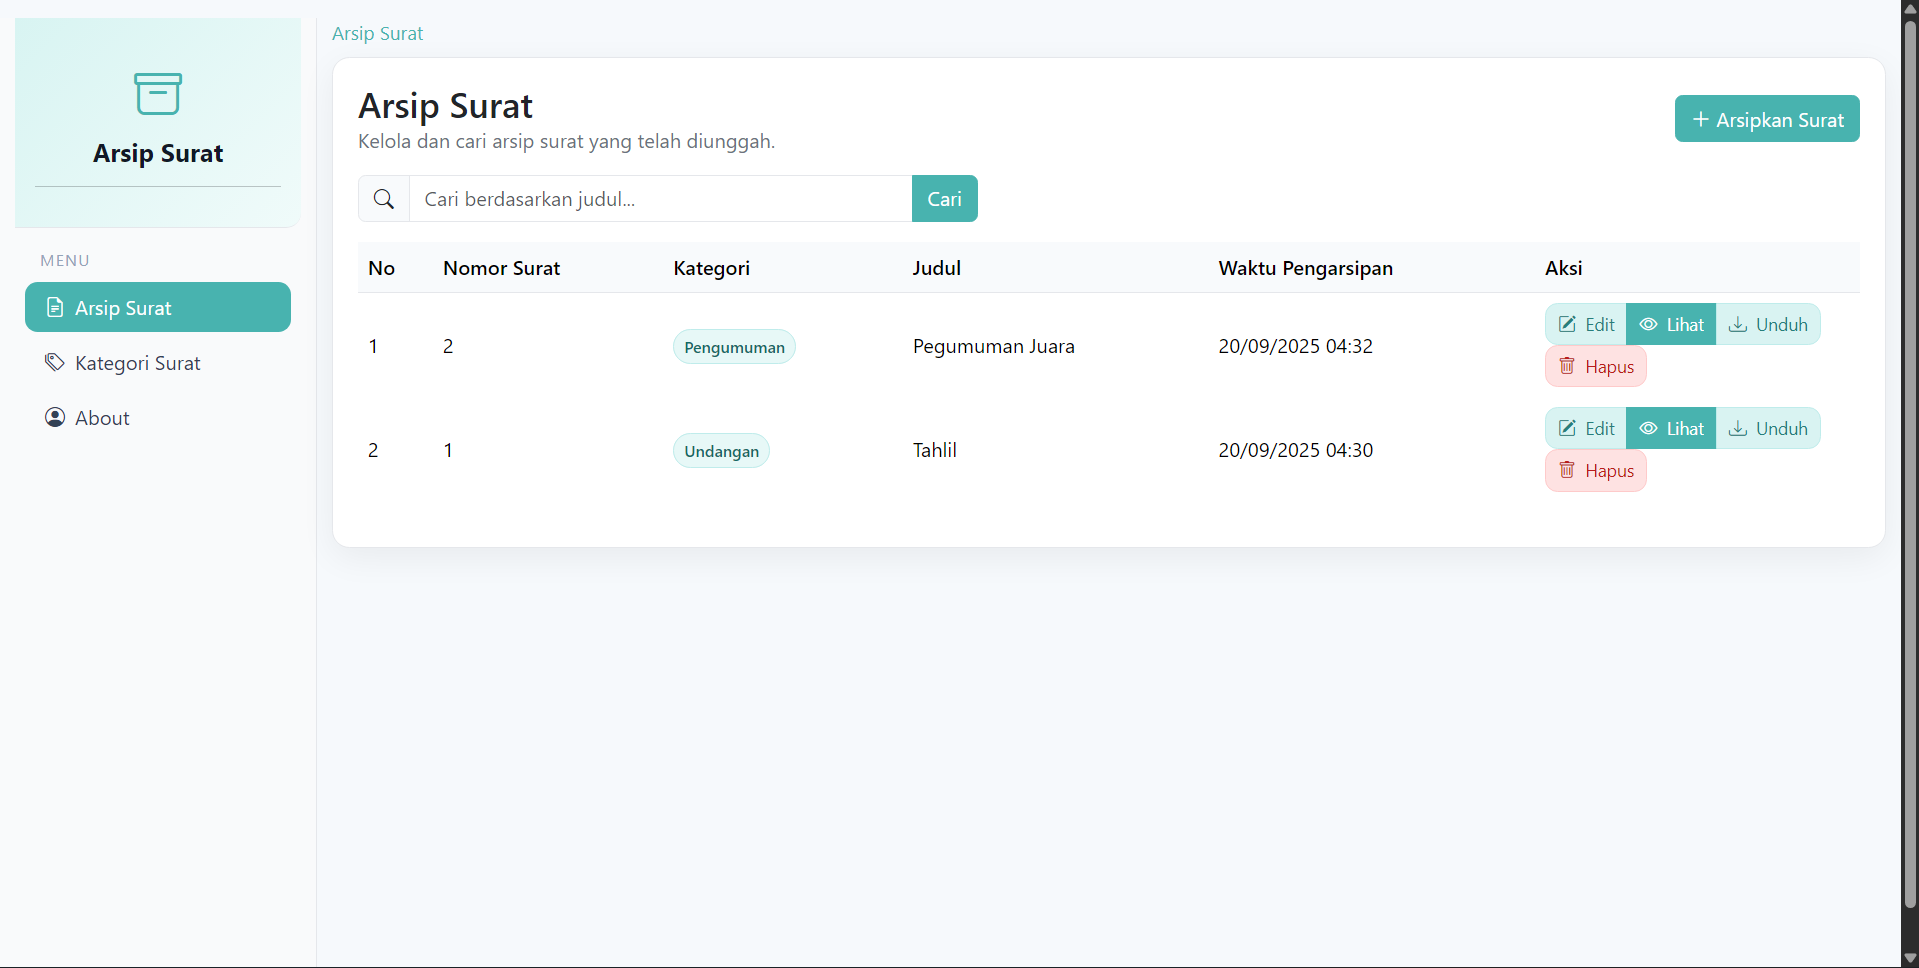 Arsip Surat
MENU
Arsip Surat
Kategori Surat
About
Arsip Surat
Arsip Surat
Kelola dan cari arsip surat yang telah diunggah.
+ Arsipkan Surat
Cari berdasarkan judul... Cari
No Nomor Surat Kategori Judul Waktu Pengarsipan Aksi
1 2 Pengumuman Pegumuman Juara 20/09/2025 04:32 Edit Lihat Unduh
Hapus
2 1 Undangan Tahlil 20/09/2025 04:30 Edit Lihat Unduh
Hapus